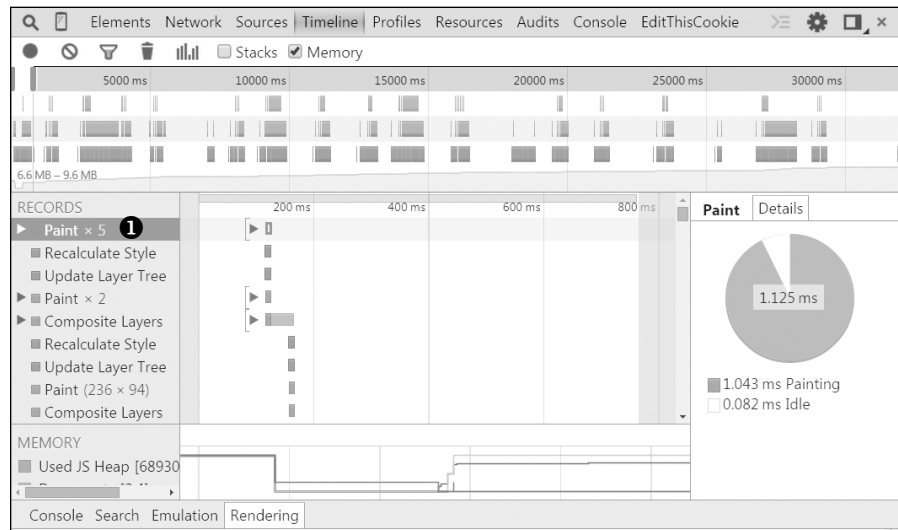 Elements Network Sources Timeline Profiles Resources Audits Console EditThisCookie
Stacks Memory
5000 ms 10000 ms 15000 ms 20000 ms 25000 ms 30000 ms
6.6 MB – 9.6 MB
RECORDS 200 ms 400 ms 600 ms 800 ms Paint Details
Paint × 5 ❶
Recalculate Style
Update Layer Tree
Paint × 2
Composite Layers
Recalculate Style
Update Layer Tree
Paint (236 × 94)
Composite Layers
1.125 ms
1.043 ms Painting
0.082 ms Idle
MEMORY
Used JS Heap [68930
Console Search Emulation Rendering